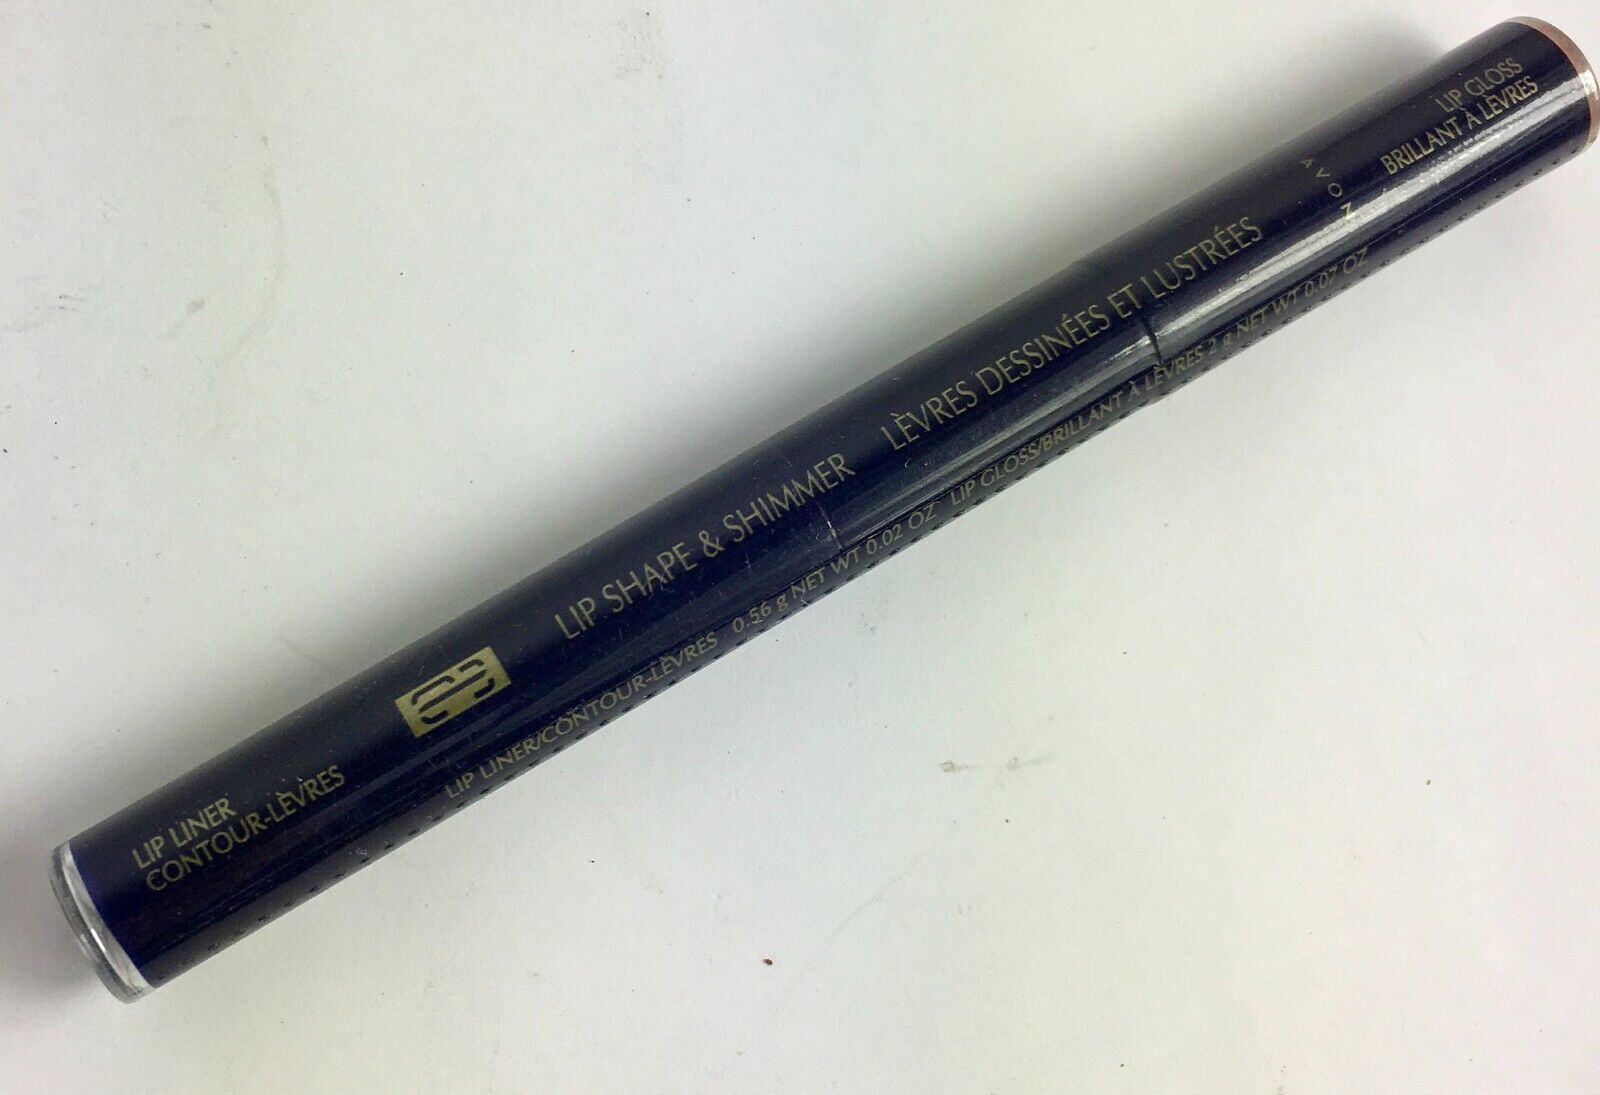 LIP LINER
CONTOUR-LÈVRES
LIP SHAPE & SHIMMER LÈVRES DESSINÉES ET LUSTRÉES
AVON
LIP GLOSS
BRILLANT À LÈVRES
LIP LINER/CONTOUR-LÈVRES 0.56 g NET WT 0.02 OZ LIP GLOSS/BRILLANT À LÈVRES 2 g NET WT 0.07 OZ